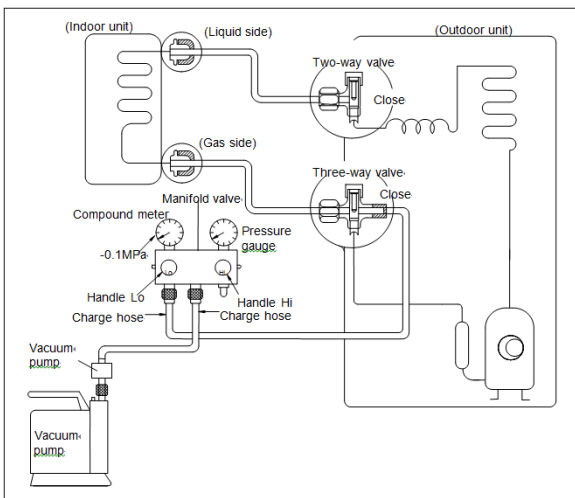 (Indoor unit)
(Liquid side)
(Outdoor unit)
Two-way valve
Close
(Gas side)
Three-way valve
Close
Manifold valve
Compound meter
Pressure
gauge
-0.1MPa
Lo
Hi
Handle Lo
Handle Hi
Charge hose
Charge hose
Vacuum
pump
Vacuum
pump